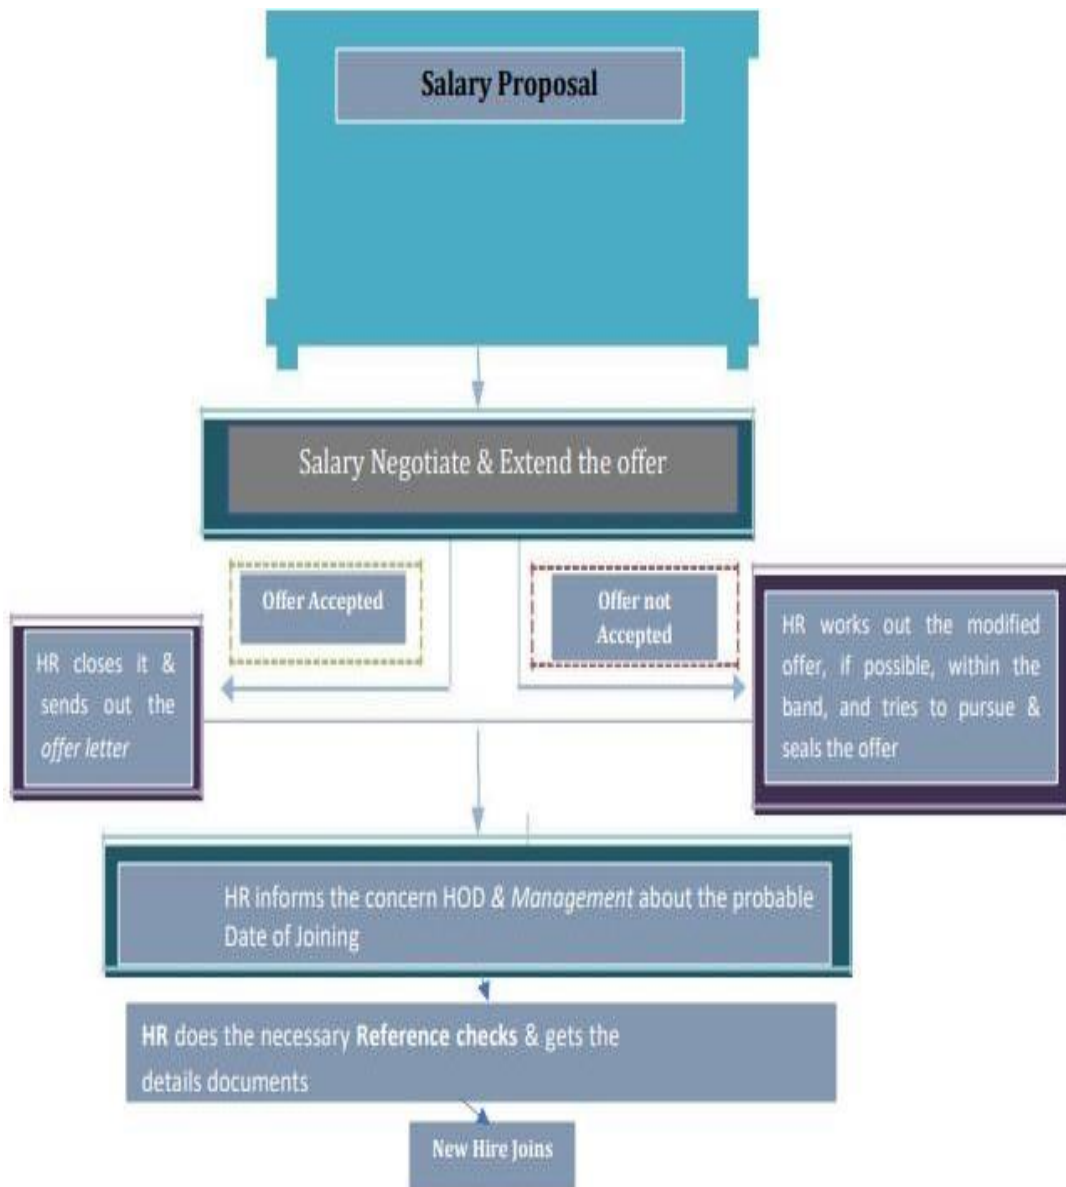 Salary Proposal
Salary Negotiate & Extend the offer
Offer Accepted
Offer not
Accepted
HR closes it &
sends out the
offer letter
HR works out the modified
offer, if possible, within the
band, and tries to pursue &
seals the offer
HR informs the concern HOD & Management about the probable
Date of Joining
HR does the necessary Reference checks & gets the
details documents
New Hire Joins